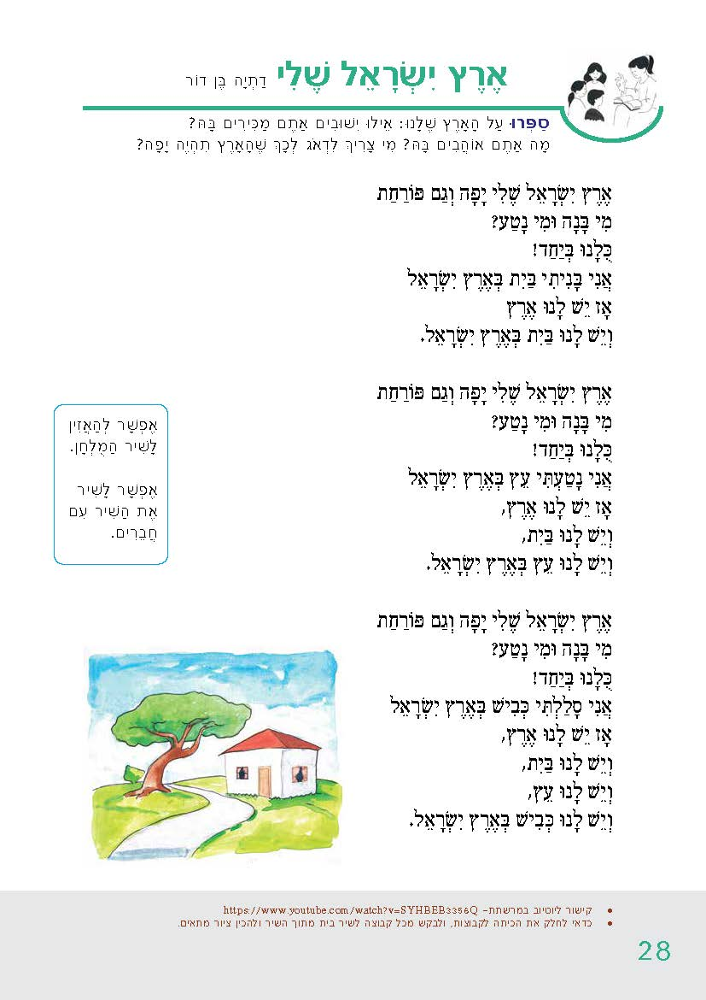 אֶרֶץ יִשְׂרָאֵל שֶׁלִּי דַּתְיָה בֶּן דּוֹר
סַפְּרוּ עַל הָאָרֶץ שֶׁלָּנוּ: אֵילוּ יִשּׁוּבִים אַתֶּם מַכִּירִים בָּהּ?
מָה אַתֶּם אוֹהֲבִים בָּהּ? מִי צָרִיךְ לִדְאֹג לְכָךְ שֶׁהָאָרֶץ תִּהְיֶה יָפָה?
אֶרֶץ יִשְׂרָאֵל שֶׁלִּי יָפָה וְגַם פּוֹרַחַת
מִי בָּנָה וּמִי נָטַע?
כֻּלָּנוּ בְּיַחַד!
אֲנִי בָּנִיתִי בַּיִת בְּאֶרֶץ יִשְׂרָאֵל
אָז יֵשׁ לָנוּ אֶרֶץ
וְיֵשׁ לָנוּ בַּיִת בְּאֶרֶץ יִשְׂרָאֵל.
אֶרֶץ יִשְׂרָאֵל שֶׁלִּי יָפָה וְגַם פּוֹרַחַת
מִי בָּנָה וּמִי נָטַע?
כֻּלָּנוּ בְּיַחַד!
אֲנִי נָטַעְתִּי עֵץ בְּאֶרֶץ יִשְׂרָאֵל
אָז יֵשׁ לָנוּ אֶרֶץ,
וְיֵשׁ לָנוּ בַּיִת,
וְיֵשׁ לָנוּ עֵץ בְּאֶרֶץ יִשְׂרָאֵל.
אֶפְשָׁר לְהַאֲזִין
לַשִּׁיר הַמֻּלְחָן.
אֶפְשָׁר לָשִׁיר
אֶת הַשִּׁיר עִם
חֲבֵרִים.
אֶרֶץ יִשְׂרָאֵל שֶׁלִּי יָפָה וְגַם פּוֹרַחַת
מִי בָּנָה וּמִי נָטַע?
כֻּלָּנוּ בְּיַחַד!
אֲנִי סָלַלְתִּי כְּבִישׁ בְּאֶרֶץ יִשְׂרָאֵל
אָז יֵשׁ לָנוּ אֶרֶץ,
וְיֵשׁ לָנוּ בַּיִת,
וְיֵשׁ לָנוּ עֵץ,
וְיֵשׁ לָנוּ כְּבִישׁ בְּאֶרֶץ יִשְׂרָאֵל.
• קישור ליוטיוב במרשתת- https://www.youtube.com/watch?v=SYHBEB3356Q
• כדאי לחלק את הכיתה לקבוצות, ולבקש מכל קבוצה לשיר בית מתוך השיר ולהכין ציור מתאים.
28